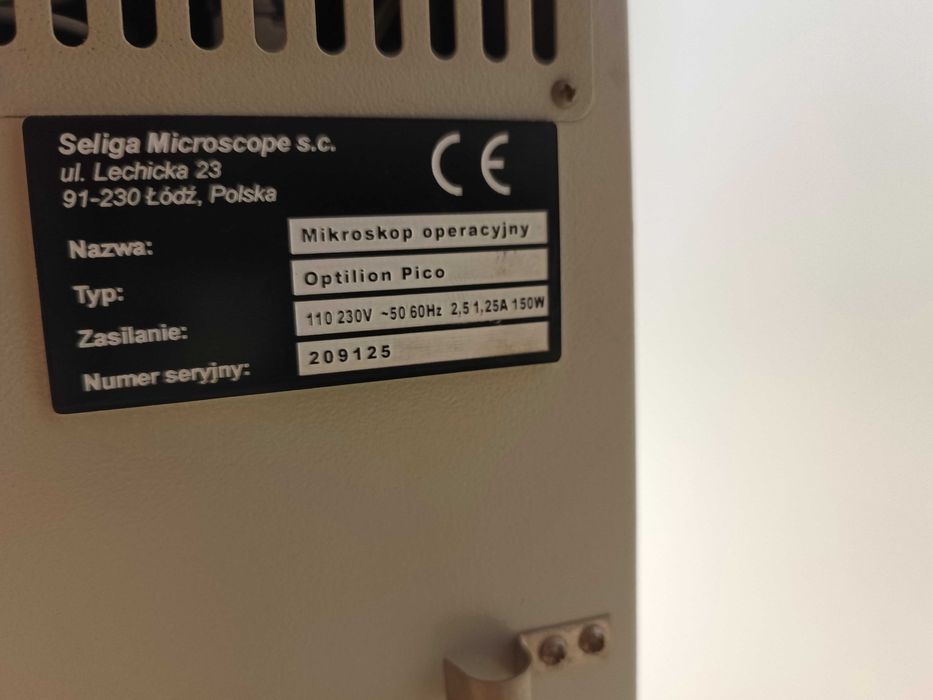 Seliga Microscope s.c.
ul. Lechicka 23
91-230 Łódź, Polska
CE
Nazwa: Mikroskop operacyjny
Typ: Optilion Pico
Zasilanie: 110 230V ~50 60Hz 2,5 1,25A 150W
Numer seryjny: 209125